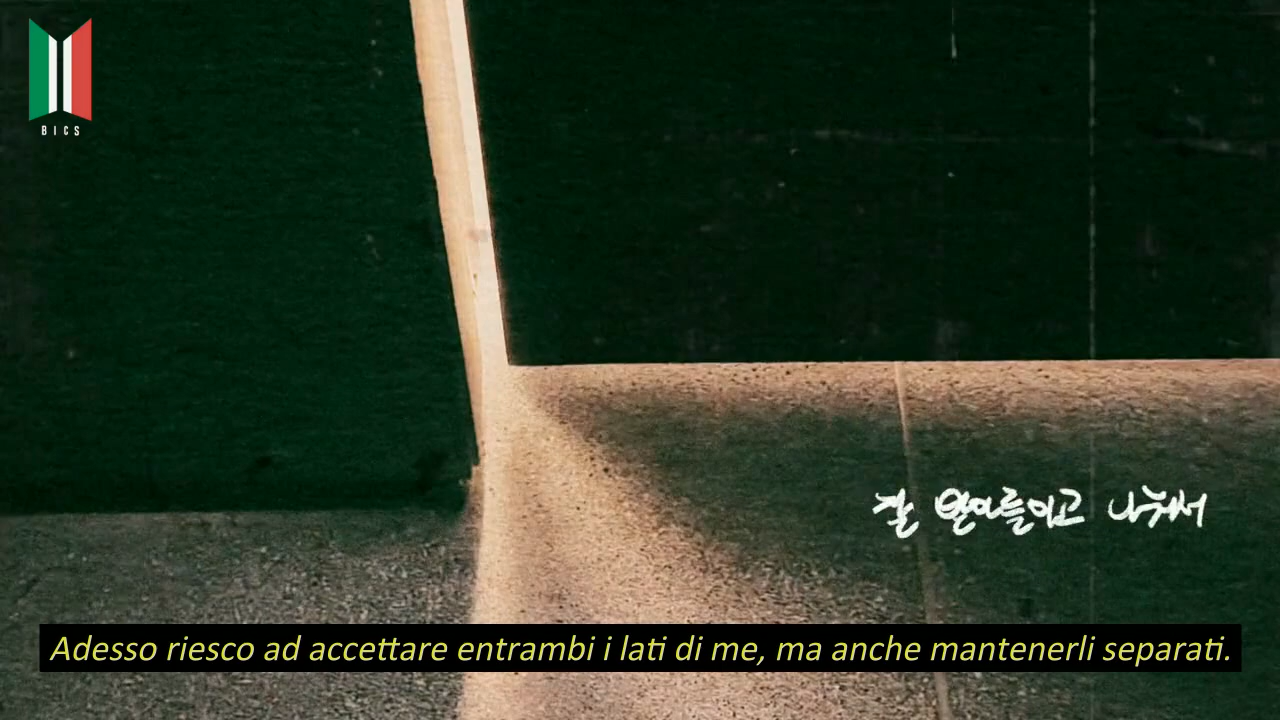 BICS
잘 받아들이고 나눠서
Adesso riesco ad accettare entrambi i lati di me, ma anche mantenerli separati.